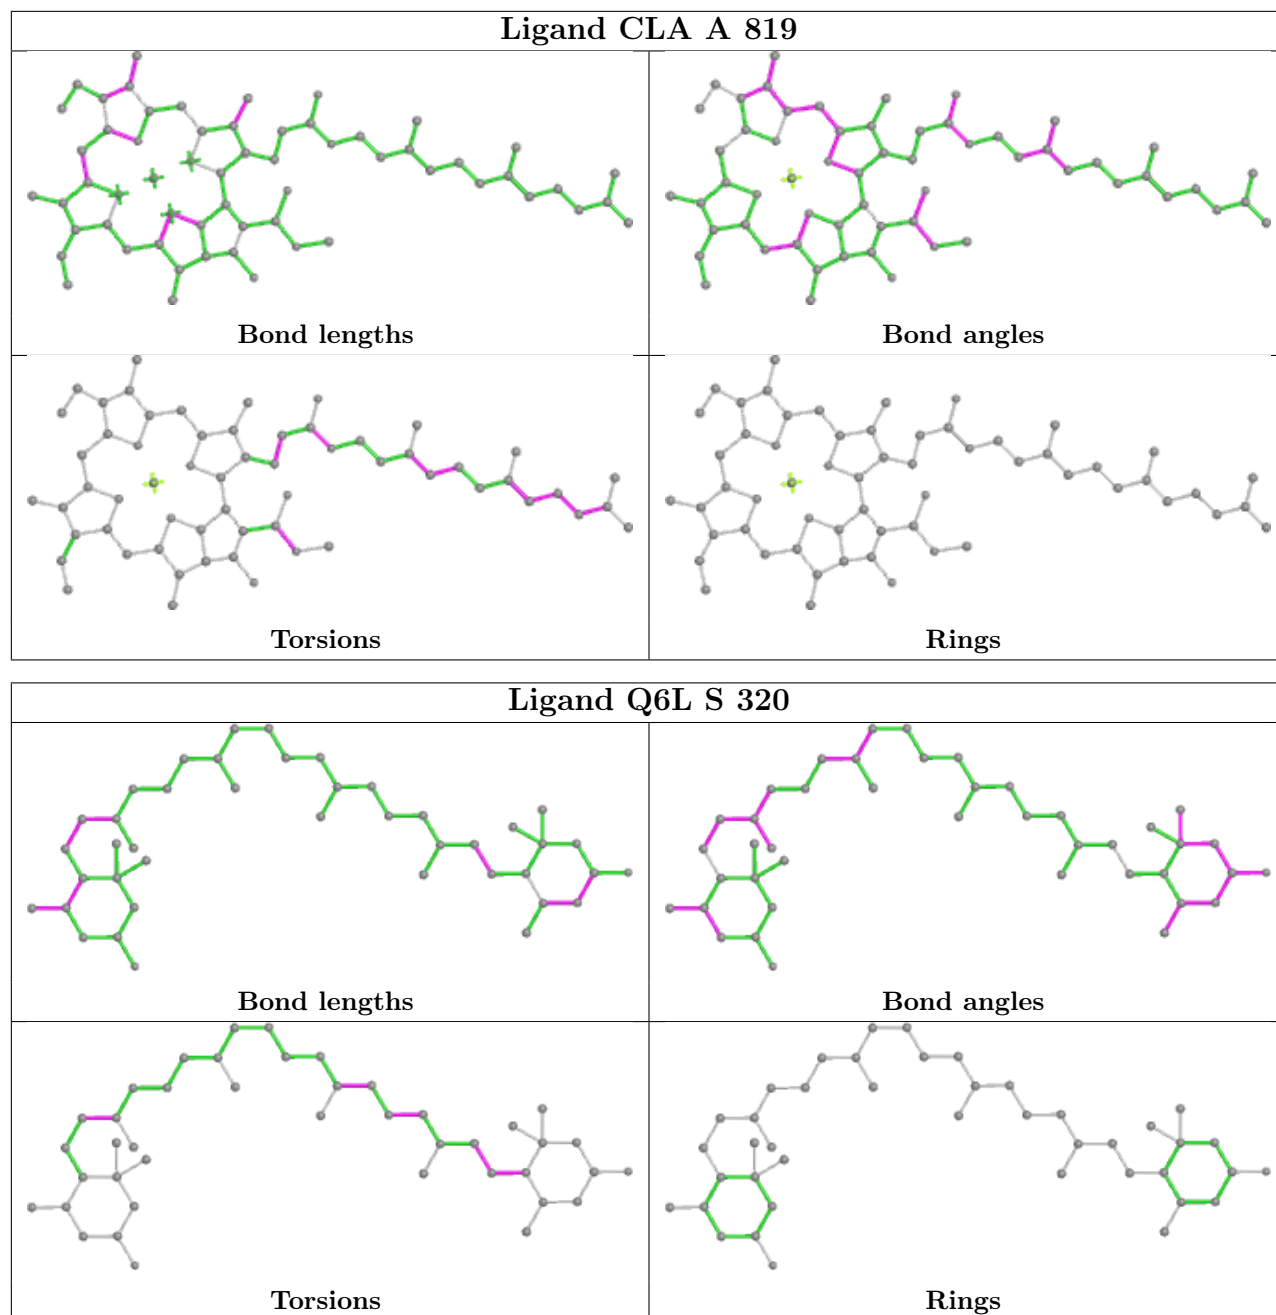 Ligand CLA A 819
Bond lengths
Bond angles
Torsions
Rings
Ligand Q6L S 320
Bond lengths
Bond angles
Torsions
Rings